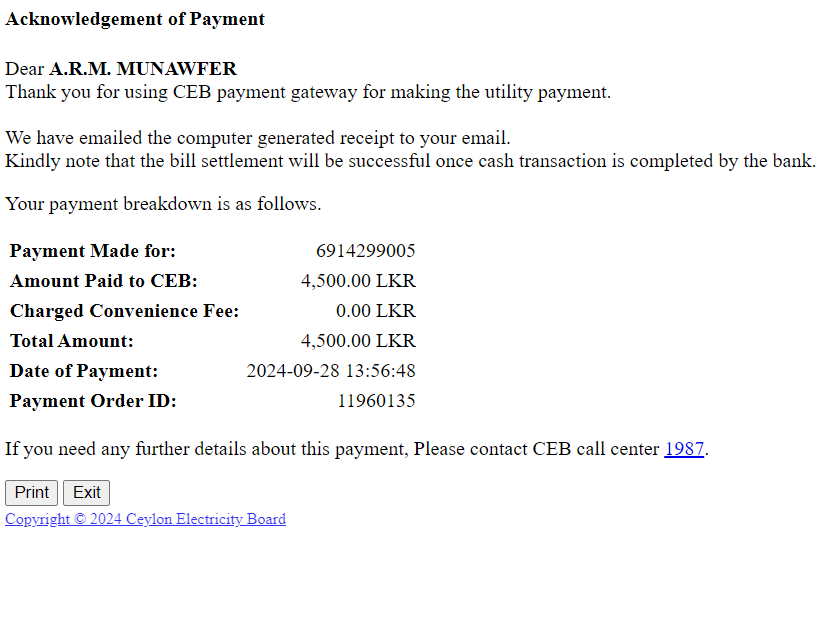 Acknowledgement of Payment
Dear A.R.M. MUNAWFER
Thank you for using CEB payment gateway for making the utility payment.
We have emailed the computer generated receipt to your email.
Kindly note that the bill settlement will be successful once cash transaction is completed by the bank.
Your payment breakdown is as follows.
Payment Made for: 6914299005
Amount Paid to CEB: 4,500.00 LKR
Charged Convenience Fee: 0.00 LKR
Total Amount: 4,500.00 LKR
Date of Payment: 2024-09-28 13:56:48
Payment Order ID: 11960135
If you need any further details about this payment, Please contact CEB call center 1987.
Print Exit
Copyright © 2024 Ceylon Electricity Board